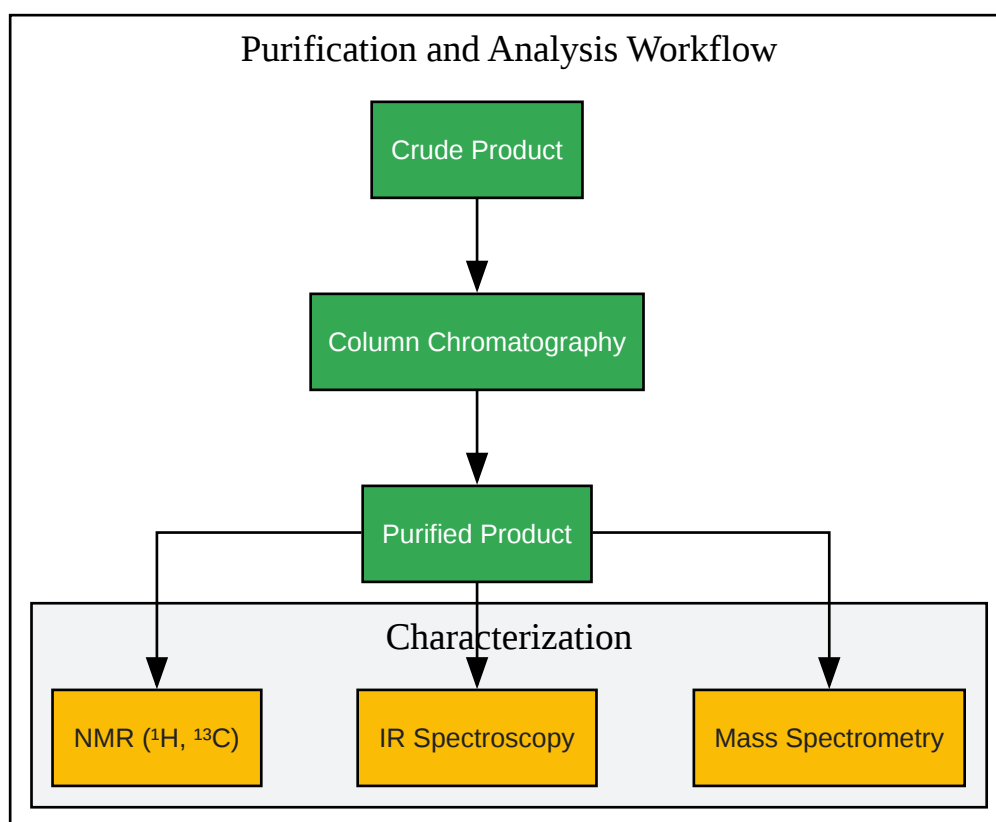 Purification and Analysis Workflow
Crude Product
Column Chromatography
Purified Product
Characterization
NMR (¹H, ¹³C)
IR Spectroscopy
Mass Spectrometry